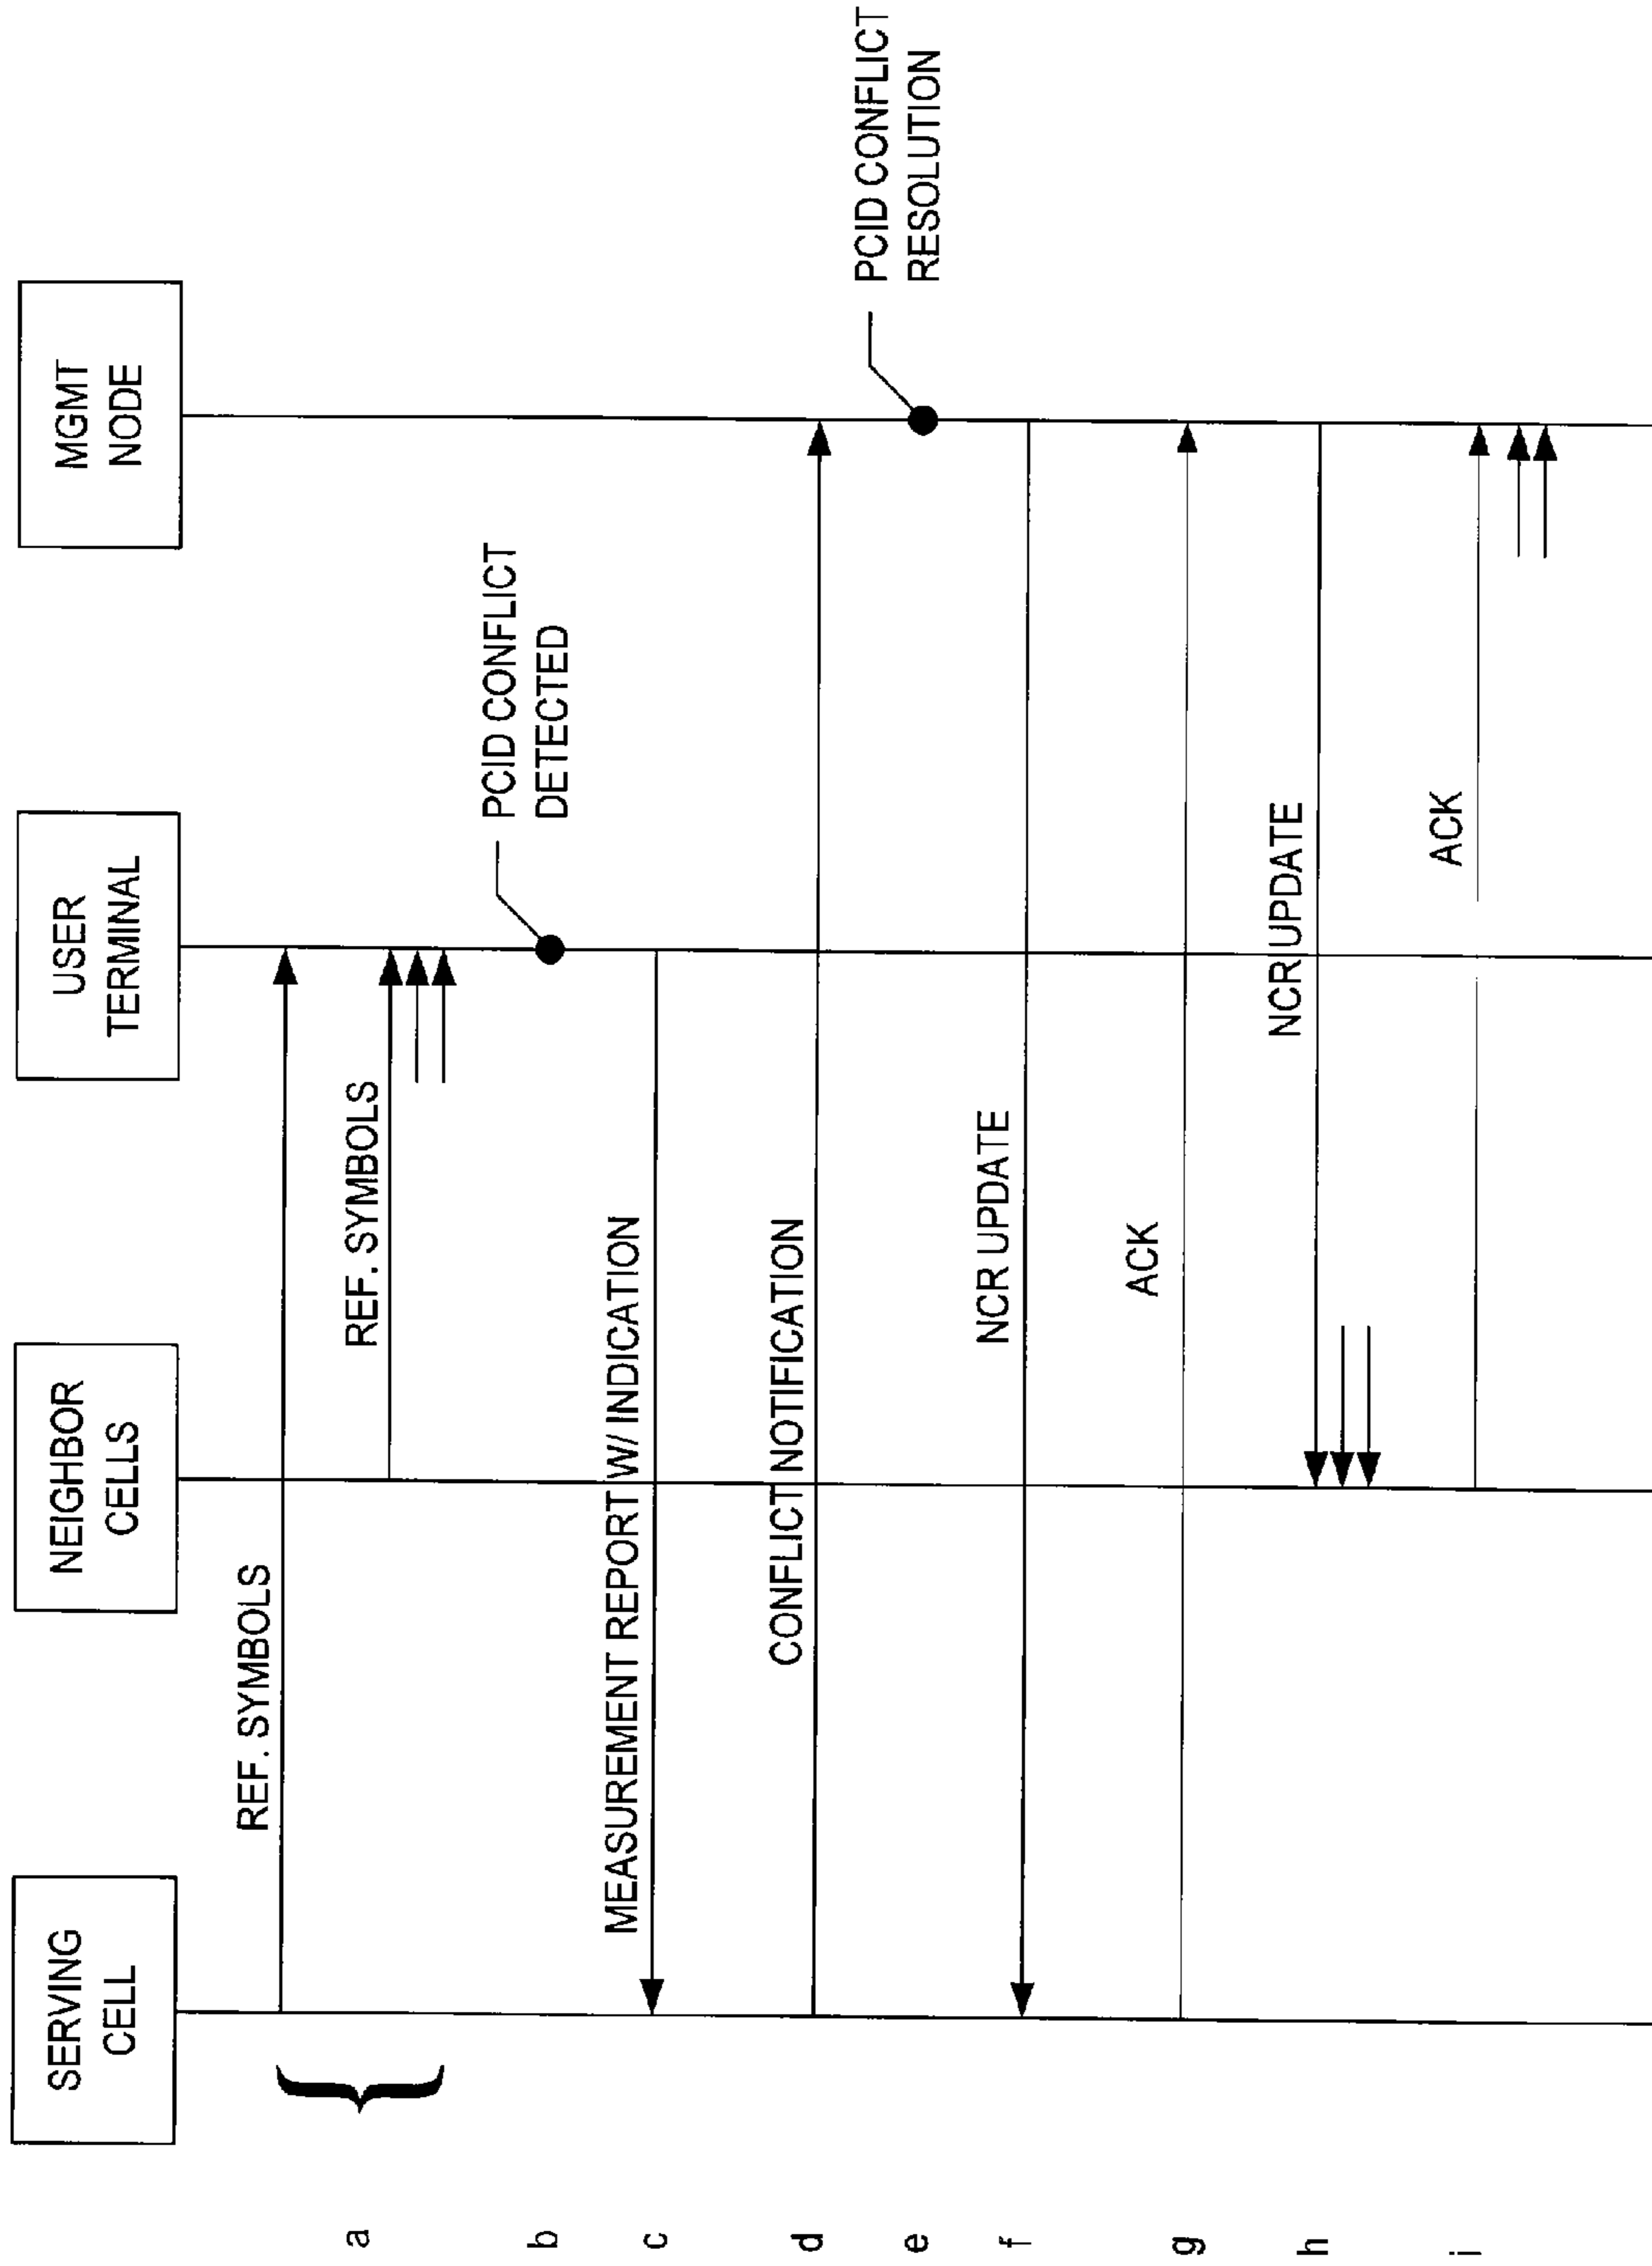 SERVING
CELL
NEIGHBOR
CELLS
USER
TERMINAL
MGMT
NODE
REF. SYMBOLS
a
REF. SYMBOLS
b
PCID CONFLICT
DETECTED
c
MEASUREMENT REPORT W/ INDICATION
d
CONFLICT NOTIFICATION
e
PCID CONFLICT
RESOLUTION
f
NCR UPDATE
g
ACK
h
NCR UPDATE
i
ACK